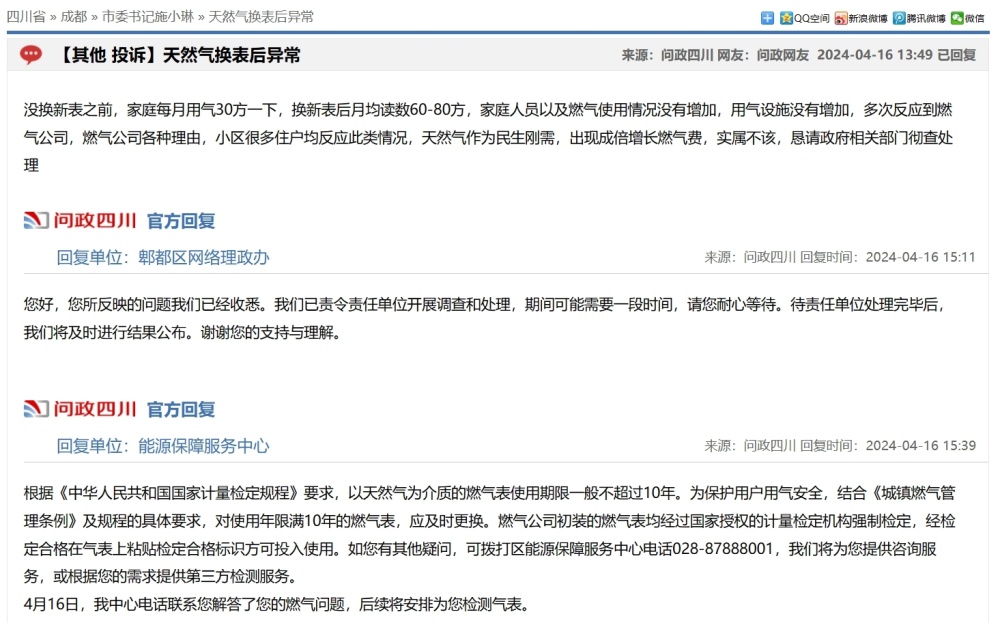 四川省 » 成都 » 市委书记施小琳 » 天然气换表后异常
QQ空间 新浪微博 腾讯微博 微信
【其他 投诉】天然气换表后异常
来源：问政四川 网友：问政网友 2024-04-16 13:49 已回复
没换新表之前，家庭每月用气30方一下，换新表后月均读数60-80方，家庭人员以及燃气使用情况没有增加，用气设施没有增加，多次反应到燃
气公司，燃气公司各种理由，小区很多住户均反应此类情况，天然气作为民生刚需，出现成倍增长燃气费，实属不该，恳请政府相关部门彻查处
理
问政四川 官方回复
回复单位：郫都区网络理政办
来源：问政四川 回复时间：2024-04-16 15:11
您好，您所反映的问题我们已经收悉。我们已责令责任单位开展调查和处理，期间可能需要一段时间，请您耐心等待。待责任单位处理完毕后，
我们将及时进行结果公布。谢谢您的支持与理解。
问政四川 官方回复
回复单位：能源保障服务中心
来源：问政四川 回复时间：2024-04-16 15:39
根据《中华人民共和国国家计量检定规程》要求，以天然气为介质的燃气表使用期限一般不超过10年。为保护用户用气安全，结合《城镇燃气管
理条例》及规程的具体要求，对使用年限满10年的燃气表，应及时更换。燃气公司初装的燃气表均经过国家授权的计量检定机构强制检定，经检
定合格在气表上粘贴检定合格标识方可投入使用。如您有其他疑问，可拨打区能源保障服务中心电话028-87888001，我们将为您提供咨询服
务，或根据您的需求提供第三方检测服务。
4月16日，我中心电话联系您解答了您的燃气问题，后续将安排为您检测气表。